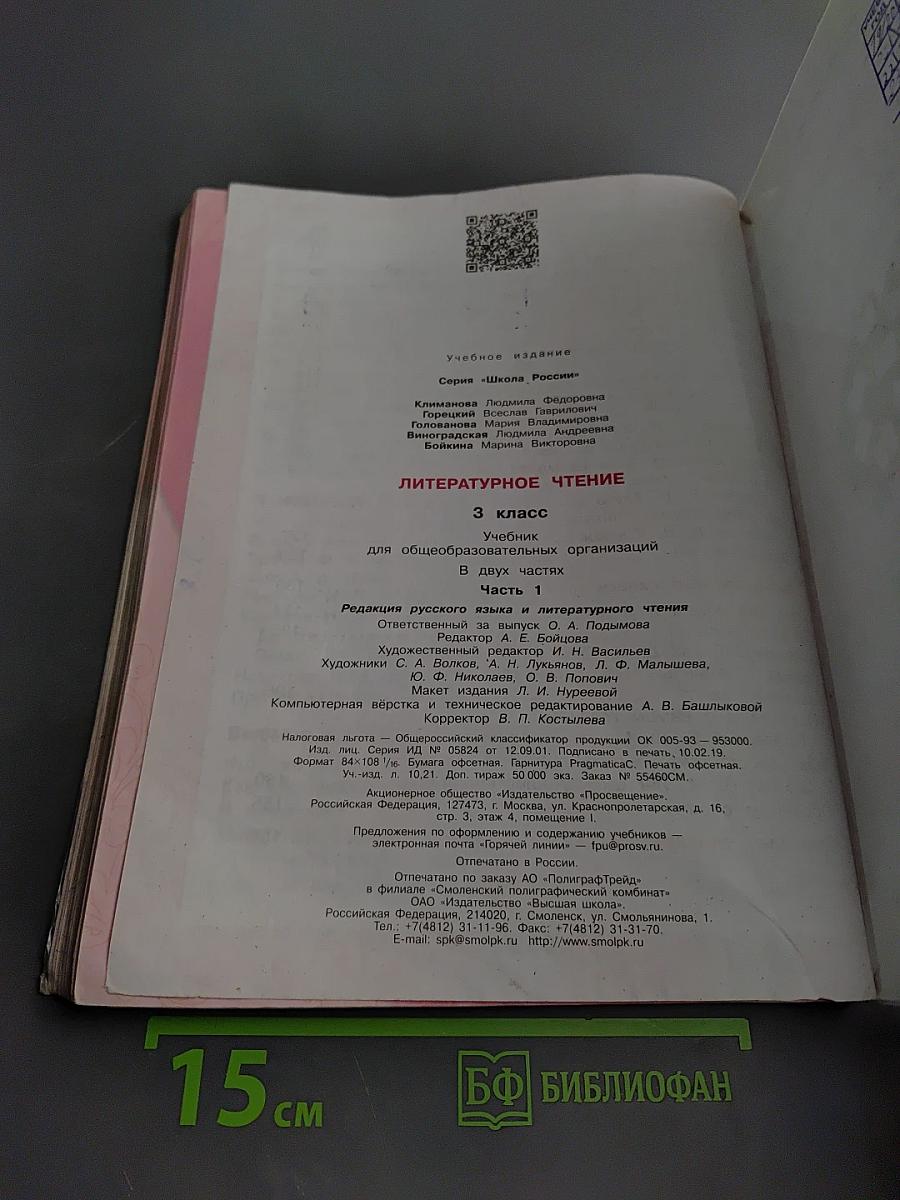 Учебное издание
Серия «Школа России»
Климанова Людмила Фёдоровна
Горецкий Всеслав Гаврилович
Голованова Мария Владимировна
Виноградская Людмила Андреевна
Бойкина Марина Викторовна
ЛИТЕРАТУРНОЕ ЧТЕНИЕ
3 класс
Учебник
для общеобразовательных организаций
В двух частях
Часть 1
Редакция русского языка и литературного чтения
Ответственный за выпуск О. А. Подымова
Редактор А. Е. Бойцова
Художественный редактор И. Н. Васильев
Художники С. А. Волков, А. Н. Лукьянов, Л. Ф. Малышева,
Ю. Ф. Николаев, О. В. Попович
Макет издания Л. И. Нуреевой
Компьютерная вёрстка и техническое редактирование А. В. Башлыковой
Корректор В. П. Костылева
Налоговая льгота — Общероссийский классификатор продукции ОК 005-93 — 953000.
Изд. лиц. Серия ИД № 05824 от 12.09.01. Подписано в печать 10.02.19.
Формат 84×108 1/16. Бумага офсетная. Гарнитура PragmaticaC. Печать офсетная.
Уч.-изд. л. 10,21. Доп. тираж 50 000 экз. Заказ № 55460СМ.
Акционерное общество «Издательство «Просвещение».
Российская Федерация, 127473, г. Москва, ул. Краснопролетарская, д. 16,
стр. 3, этаж 4, помещение I.
Предложения по оформлению и содержанию учебников —
электронная почта «Горячей линии» — fpu@prosv.ru.
Отпечатано в России.
Отпечатано по заказу АО «ПолиграфТрейд»
в филиале «Смоленский полиграфический комбинат»
ОАО «Издательство «Высшая школа».
Российская Федерация, 214020, г. Смоленск, ул. Смольянинова, 1.
Тел.: +7(4812) 31-11-96. Факс: +7(4812) 31-31-70.
E-mail: spk@smolpk.ru http://www.smolpk.ru
15 см
БФ БИБЛИОФАН